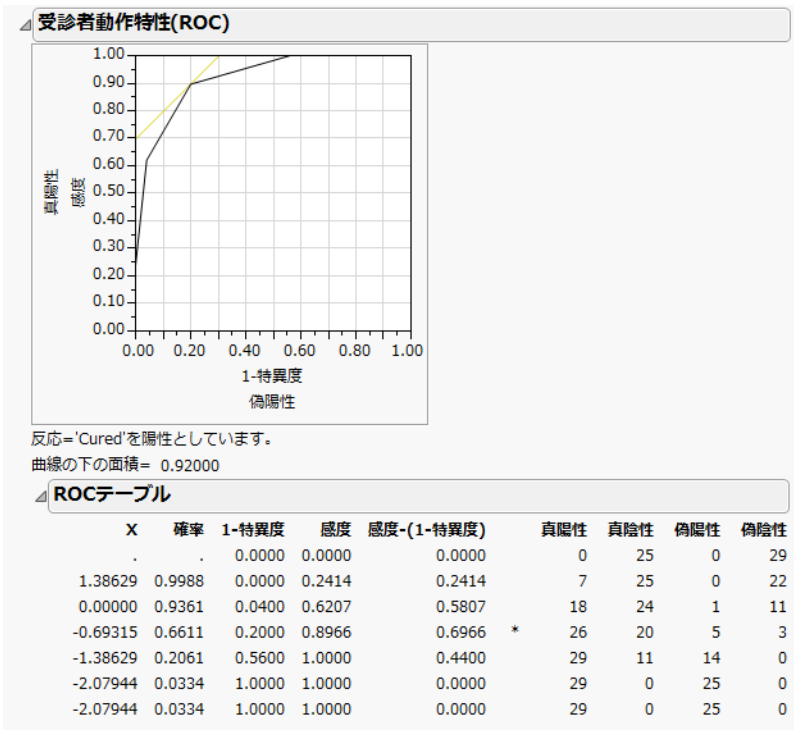 受診者動作特性(ROC)
1.00
0.90
0.80
0.70
0.60
0.50
0.40
0.30
0.20
0.10
0.00
真陽性
感度
0.00 0.20 0.40 0.60 0.80 1.00
1-特異度
偽陽性
反応='Cured'を陽性としています。
曲線の下の面積= 0.92000
ROCテーブル
X 確率 1-特異度 感度 感度-(1-特異度) 真陽性 真陰性 偽陽性 偽陰性
. . 0.0000 0.0000 0.0000 0 25 0 29
1.38629 0.9988 0.0000 0.2414 0.2414 7 25 0 22
0.00000 0.9361 0.0400 0.6207 0.5807 18 24 1 11
-0.69315 0.6611 0.2000 0.8966 0.6966 * 26 20 5 3
-1.38629 0.2061 0.5600 1.0000 0.4400 29 11 14 0
-2.07944 0.0334 1.0000 1.0000 0.0000 29 0 25 0
-2.07944 0.0334 1.0000 1.0000 0.0000 29 0 25 0